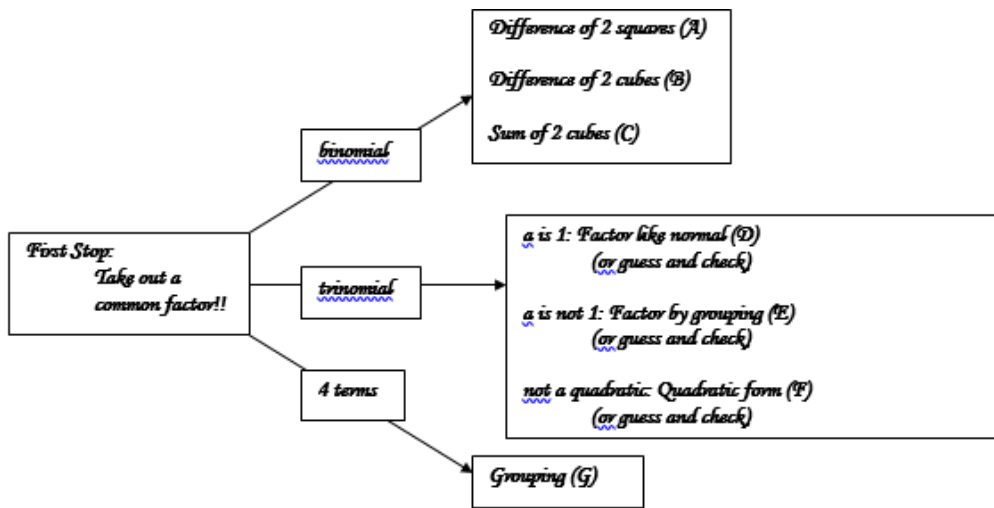 First Stop:
Take out a
common factor!!
binomial
Difference of 2 squares (A)
Difference of 2 cubes (B)
Sum of 2 cubes (C)
trinomial
a is 1: Factor like normal (D)
(or guess and check)
a is not 1: Factor by grouping (E)
(or guess and check)
not a quadratic: Quadratic form (F)
(or guess and check)
4 terms
Grouping (G)